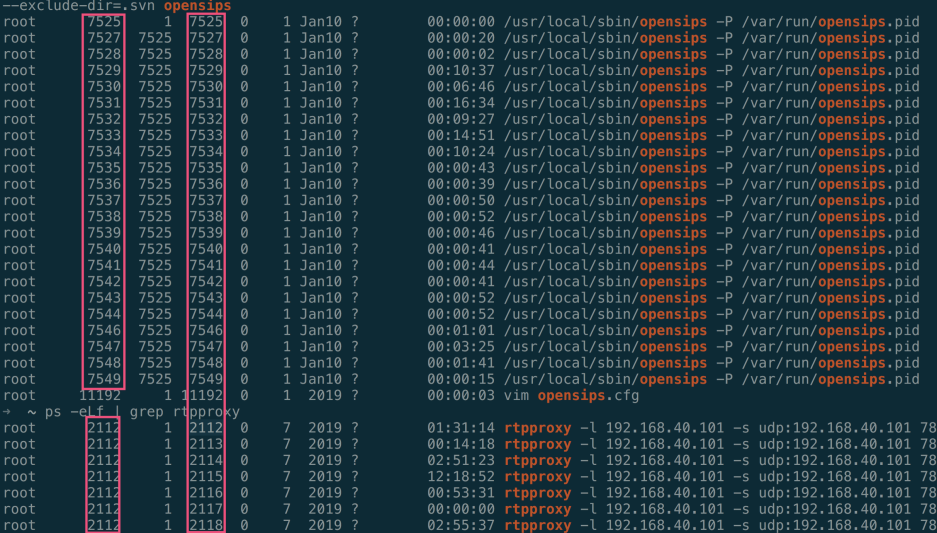 --exclude-dir=.svn opensips
root 7525 1 7525 0 1 Jan10 ? 00:00:00 /usr/local/sbin/opensips -P /var/run/opensips.pid
root 7527 7525 7527 0 1 Jan10 ? 00:00:20 /usr/local/sbin/opensips -P /var/run/opensips.pid
root 7528 7525 7528 0 1 Jan10 ? 00:00:02 /usr/local/sbin/opensips -P /var/run/opensips.pid
root 7529 7525 7529 0 1 Jan10 ? 00:10:37 /usr/local/sbin/opensips -P /var/run/opensips.pid
root 7530 7525 7530 0 1 Jan10 ? 00:06:46 /usr/local/sbin/opensips -P /var/run/opensips.pid
root 7531 7525 7531 0 1 Jan10 ? 00:16:34 /usr/local/sbin/opensips -P /var/run/opensips.pid
root 7532 7525 7532 0 1 Jan10 ? 00:09:27 /usr/local/sbin/opensips -P /var/run/opensips.pid
root 7533 7525 7533 0 1 Jan10 ? 00:14:51 /usr/local/sbin/opensips -P /var/run/opensips.pid
root 7534 7525 7534 0 1 Jan10 ? 00:10:24 /usr/local/sbin/opensips -P /var/run/opensips.pid
root 7535 7525 7535 0 1 Jan10 ? 00:00:43 /usr/local/sbin/opensips -P /var/run/opensips.pid
root 7536 7525 7536 0 1 Jan10 ? 00:00:39 /usr/local/sbin/opensips -P /var/run/opensips.pid
root 7537 7525 7537 0 1 Jan10 ? 00:00:50 /usr/local/sbin/opensips -P /var/run/opensips.pid
root 7538 7525 7538 0 1 Jan10 ? 00:00:52 /usr/local/sbin/opensips -P /var/run/opensips.pid
root 7539 7525 7539 0 1 Jan10 ? 00:00:46 /usr/local/sbin/opensips -P /var/run/opensips.pid
root 7540 7525 7540 0 1 Jan10 ? 00:00:41 /usr/local/sbin/opensips -P /var/run/opensips.pid
root 7541 7525 7541 0 1 Jan10 ? 00:00:44 /usr/local/sbin/opensips -P /var/run/opensips.pid
root 7542 7525 7542 0 1 Jan10 ? 00:00:41 /usr/local/sbin/opensips -P /var/run/opensips.pid
root 7543 7525 7543 0 1 Jan10 ? 00:00:52 /usr/local/sbin/opensips -P /var/run/opensips.pid
root 7544 7525 7544 0 1 Jan10 ? 00:00:52 /usr/local/sbin/opensips -P /var/run/opensips.pid
root 7546 7525 7546 0 1 Jan10 ? 00:01:01 /usr/local/sbin/opensips -P /var/run/opensips.pid
root 7547 7525 7547 0 1 Jan10 ? 00:03:25 /usr/local/sbin/opensips -P /var/run/opensips.pid
root 7548 7525 7548 0 1 Jan10 ? 00:01:41 /usr/local/sbin/opensips -P /var/run/opensips.pid
root 7549 7525 7549 0 1 Jan10 ? 00:00:15 /usr/local/sbin/opensips -P /var/run/opensips.pid
root 11192 1 11192 0 1 2019 ? 00:00:03 vim opensips.cfg
→ ~ ps -eLf | grep rtpproxy
root 2112 1 2112 0 7 2019 ? 01:31:14 rtpproxy -l 192.168.40.101 -s udp:192.168.40.101 78
root 2112 1 2113 0 7 2019 ? 00:14:18 rtpproxy -l 192.168.40.101 -s udp:192.168.40.101 78
root 2112 1 2114 0 7 2019 ? 02:51:23 rtpproxy -l 192.168.40.101 -s udp:192.168.40.101 78
root 2112 1 2115 0 7 2019 ? 12:18:52 rtpproxy -l 192.168.40.101 -s udp:192.168.40.101 78
root 2112 1 2116 0 7 2019 ? 00:53:31 rtpproxy -l 192.168.40.101 -s udp:192.168.40.101 78
root 2112 1 2117 0 7 2019 ? 00:00:00 rtpproxy -l 192.168.40.101 -s udp:192.168.40.101 78
root 2112 1 2118 0 7 2019 ? 02:55:37 rtpproxy -l 192.168.40.101 -s udp:192.168.40.101 78